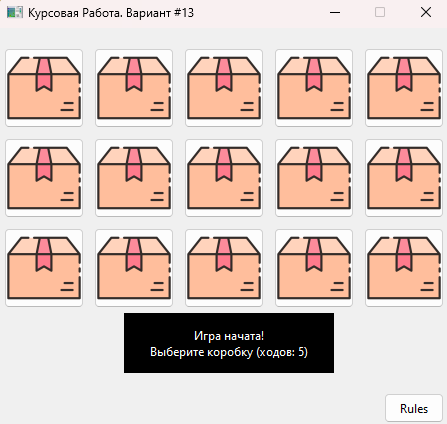 Курсовая Работа. Вариант #13
Игра начата!
Выберите коробку (ходов: 5)
Rules